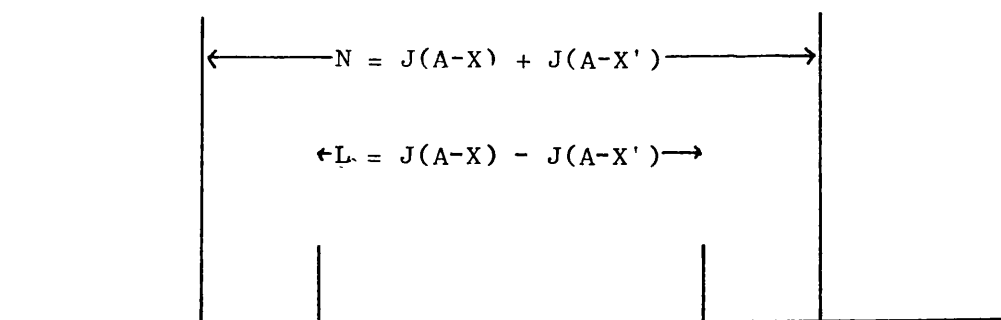 N = J(A-X) + J(A-X')
L = J(A-X) - J(A-X')